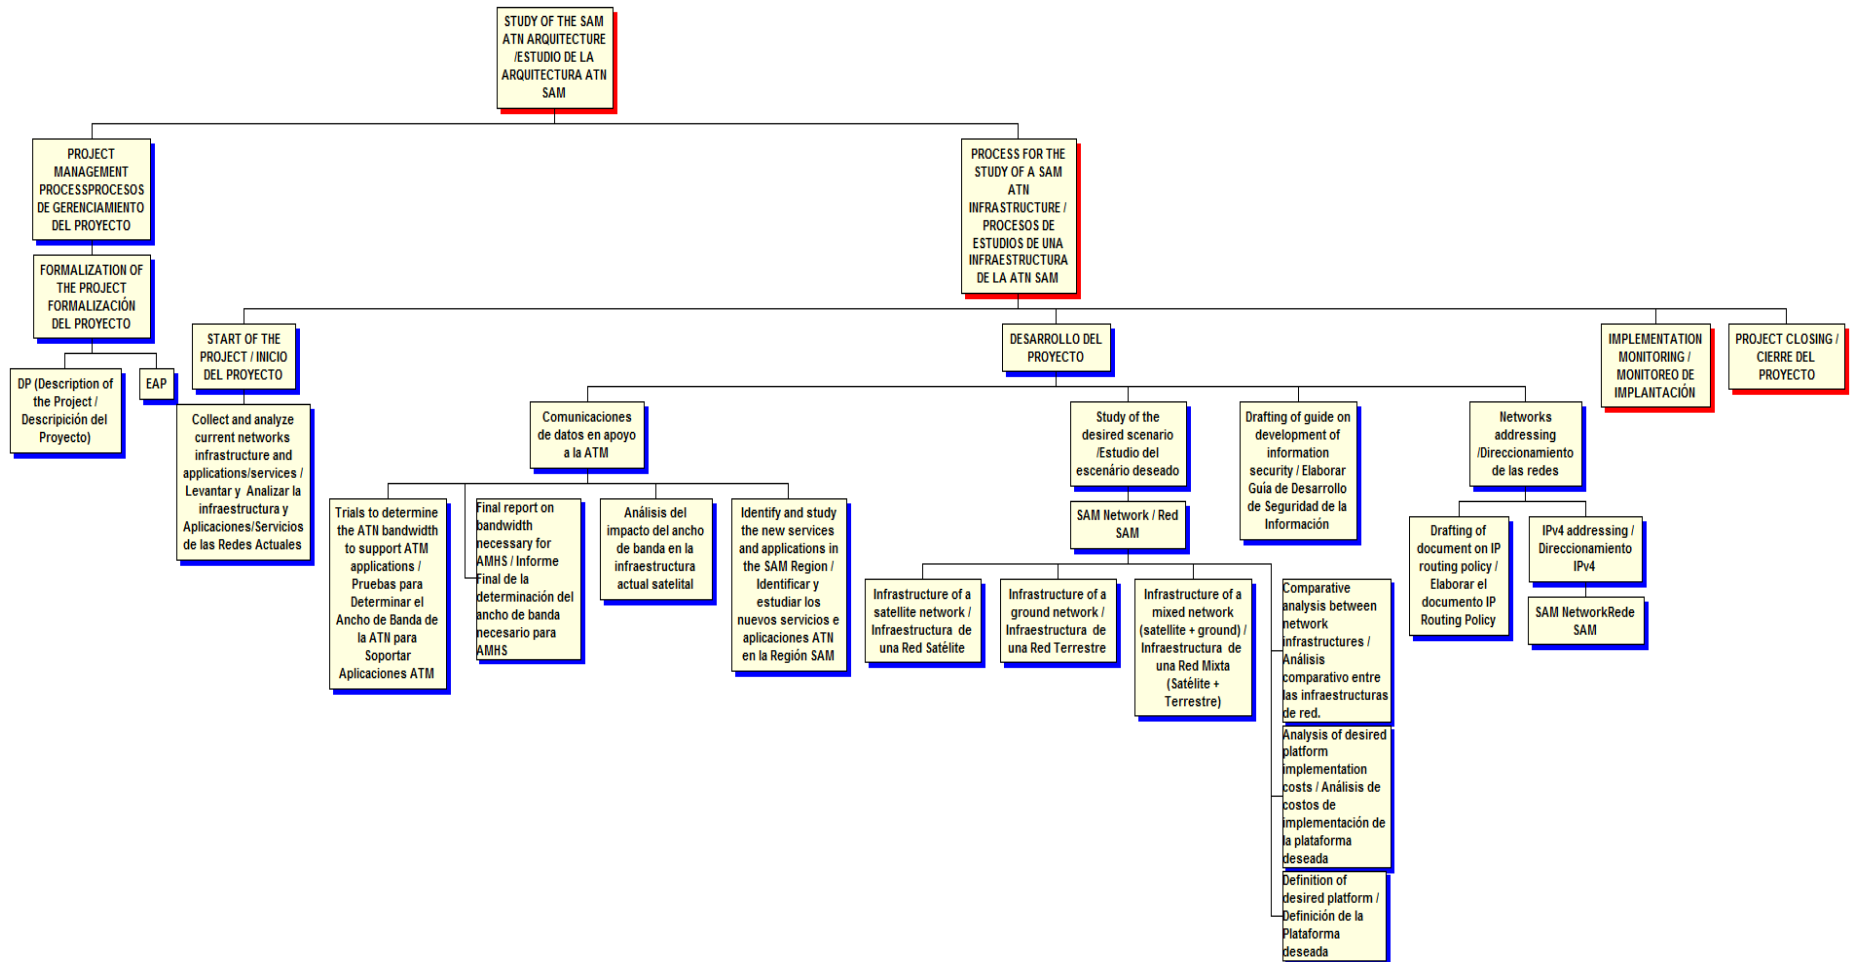 STUDY OF THE SAM
ATN ARQUITECTURE
/ESTUDIO DE LA
ARQUITECTURA ATN
SAM
PROJECT
MANAGEMENT
PROCESSPROCESOS
DE GERENCIAMIENTO
DEL PROYECTO
PROCESS FOR THE
STUDY OF A SAM
ATN
INFRASTRUCTURE /
PROCESOS DE
ESTUDIOS DE UNA
INFRAESTRUCTURA
DE LA ATN SAM
FORMALIZATION OF
THE PROJECT
FORMALIZACIÓN
DEL PROYECTO
DP (Description of
the Project /
Descripición del
Proyecto)
EAP
START OF THE
PROJECT / INICIO
DEL PROYECTO
Collect and analyze
current networks
infrastructure and
applications/services /
Levantar y Analizar la
infraestructura y
Aplicaciones/Servicios
de las Redes Actuales
DESARROLLO DEL
PROYECTO
IMPLEMENTATION
MONITORING /
MONITOREO DE
IMPLANTACIÓN
PROJECT CLOSING /
CIERRE DEL
PROYECTO
Comunicaciones
de datos en apoyo
a la ATM
Study of the
desired scenario
/Estudio del
escenário deseado
Drafting of guide on
development of
information
security / Elaborar
Guía de Desarrollo
de Seguridad de la
Información
Networks
addressing
/Direccionamiento
de las redes
Trials to determine
the ATN bandwidth
to support ATM
applications /
Pruebas para
Determinar el
Ancho de Banda de
la ATN para
Soportar
Aplicaciones ATM
Final report on
bandwidth
necessary for
AMHS / Informe
Final de la
determinación del
ancho de banda
necesario para
AMHS
Análisis del
impacto del ancho
de banda en la
infraestructura
actual satelital
Identify and study
the new services
and applications in
the SAM Region /
Identificar y
estudiar los
nuevos servicios e
aplicaciones ATN
en la Región SAM
SAM Network / Red
SAM
Infrastructure of a
satellite network /
Infraestructura de
una Red Satélite
Infrastructure of a
ground network /
Infraestructura de
una Red Terrestre
Infrastructure of a
mixed network
(satellite + ground) /
Infraestructura de
una Red Mixta
(Satélite +
Terrestre)
Comparative
analysis between
network
infrastructures /
Análisis
comparativo entre
las infraestructuras
de red.
Analysis of desired
platform
implementation
costs / Análisis de
costos de
implementación de
la plataforma
deseada
Definition of
desired platform /
Definición de la
Plataforma
deseada
Drafting of
document on IP
routing policy /
Elaborar el
documento IP
Routing Policy
IPv4 addressing /
Direccionamiento
IPv4
SAM NetworkRede
SAM